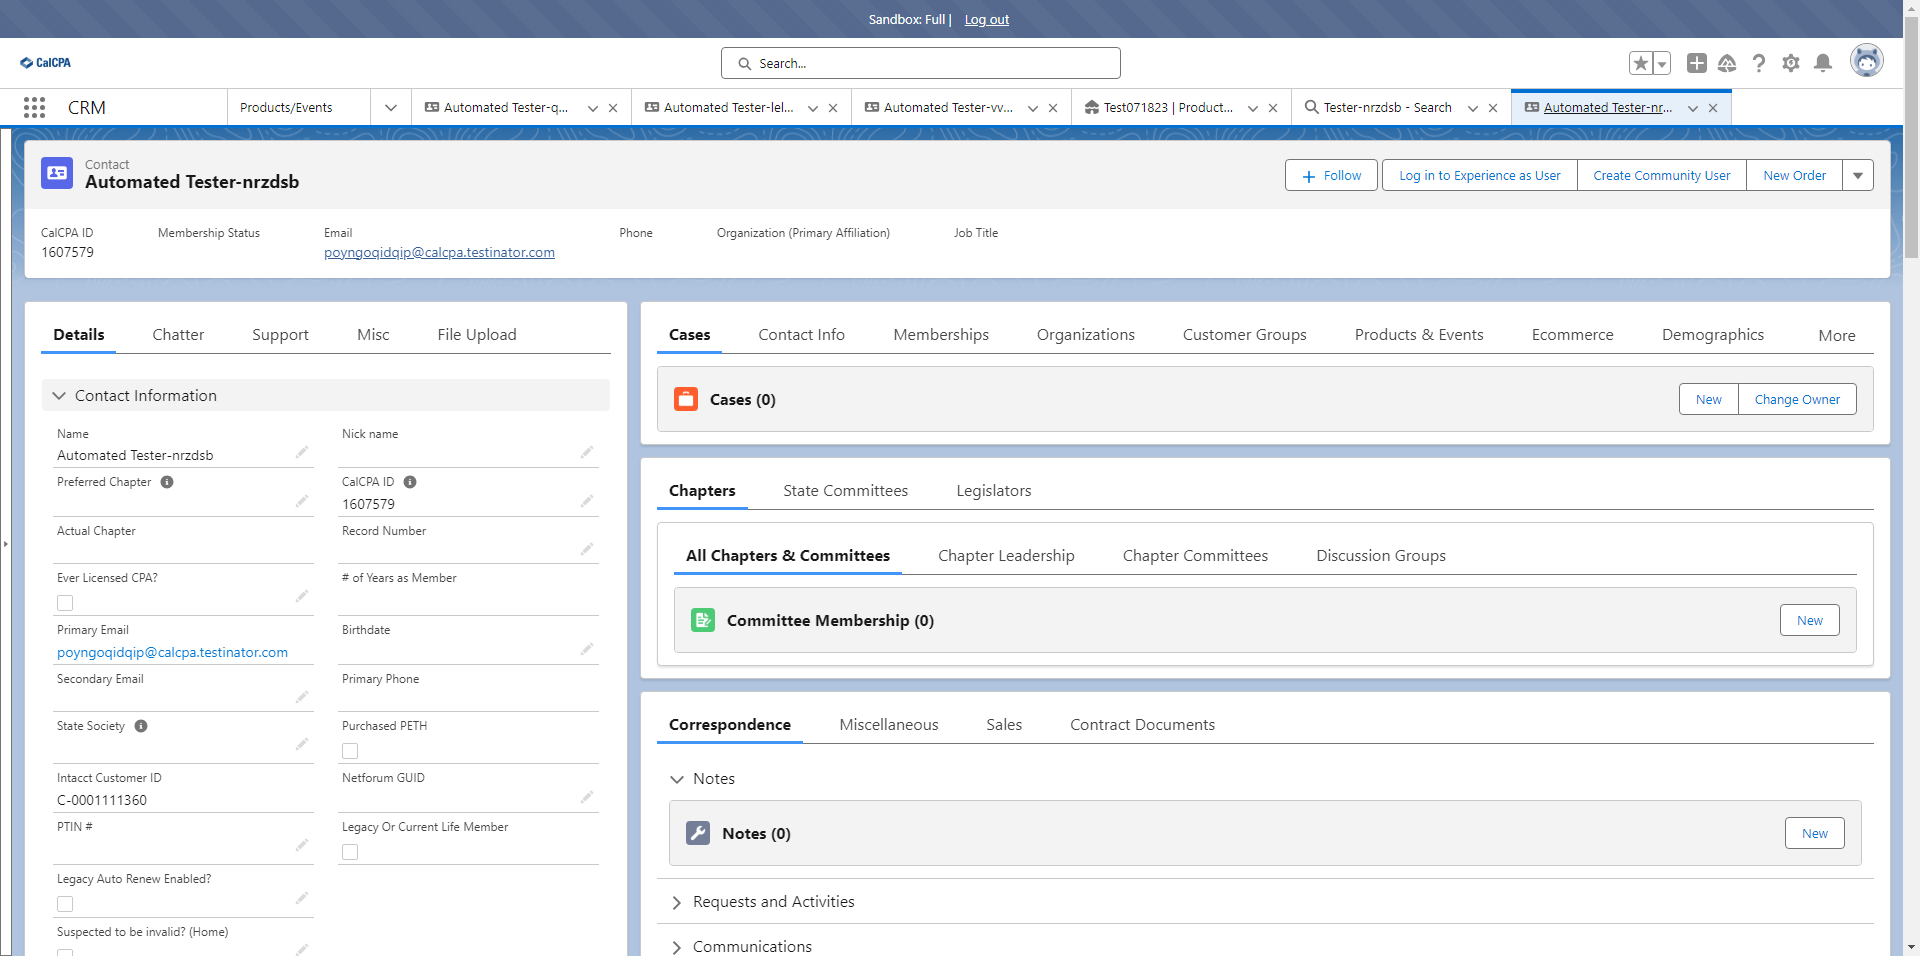 Sandbox: Full | Log out
CalCPA
Search...
CRM
Products/Events
Automated Tester-q...
Automated Tester-lel...
Automated Tester-vv...
Test071823 | Product...
Tester-nrzdsb - Search
Automated Tester-nr...
Contact
Automated Tester-nrzdsb
Follow
Log in to Experience as User
Create Community User
New Order
CalCPA ID
Membership Status
Email
Phone
Organization (Primary Affiliation)
Job Title
1607579
poyngoqidqip@calcpa.testinator.com
Details
Chatter
Support
Misc
File Upload
Contact Information
Name
Automated Tester-nrzdsb
Nick name
Preferred Chapter
CalCPA ID
1607579
Actual Chapter
Record Number
Ever Licensed CPA?
# of Years as Member
Primary Email
poyngoqidqip@calcpa.testinator.com
Birthdate
Secondary Email
Primary Phone
State Society
Purchased PETH
Intacct Customer ID
C-0001111360
Netforum GUID
PTIN #
Legacy Or Current Life Member
Legacy Auto Renew Enabled?
Suspected to be invalid? (Home)
Cases
Contact Info
Memberships
Organizations
Customer Groups
Products & Events
Ecommerce
Demographics
More
Cases (0)
New
Change Owner
Chapters
State Committees
Legislators
All Chapters & Committees
Chapter Leadership
Chapter Committees
Discussion Groups
Committee Membership (0)
New
Correspondence
Miscellaneous
Sales
Contract Documents
Notes
Notes (0)
New
Requests and Activities
Communications